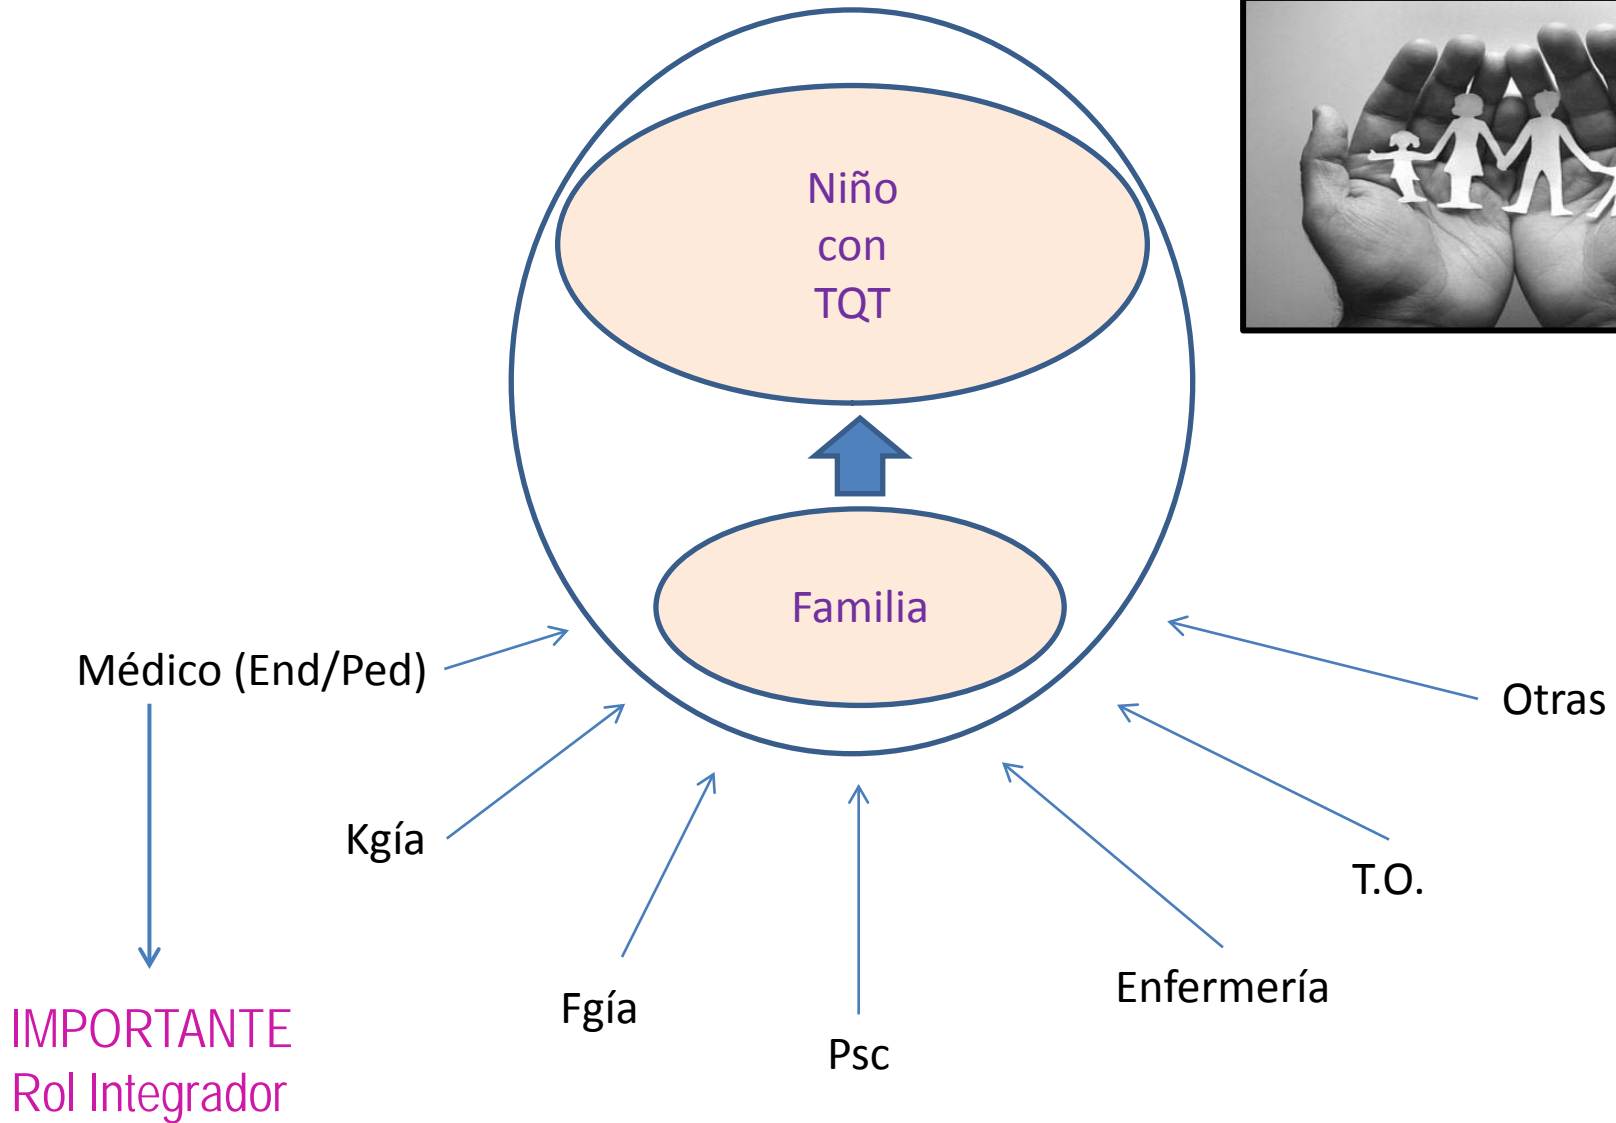 Niño
con
TQT
Familia
Médico (End/Ped)
Otras
Kgía
T.O.
Enfermería
Fgía
Psc
IMPORTANTE
Rol Integrador